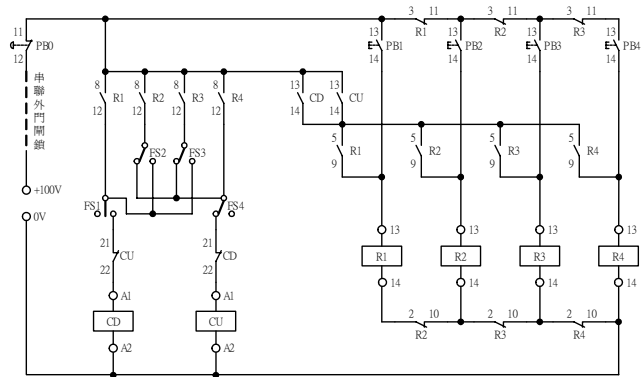 3 11 3 11 3 11
R1 R2 R3
11
PB0
12
13 13 13 13
PB1 PB2 PB3 PB4
14 14 14 14
串聯外門閘鎖
8 8 8 8 13 13
R1 R2 R3 R4 CD CU
12 12 12 12 14 14
5 5 5 5
R1 R2 R3 R4
9 9 9 9
FS2 FS3
+100V
0V
FS1 FS4
13 13 13 13
21 21
CU CD
22 22
R1 R2 R3 R4
14 14 14 14
A1 A1
CD CU
A2 A2
2 10 2 10 2 10
R2 R3 R4